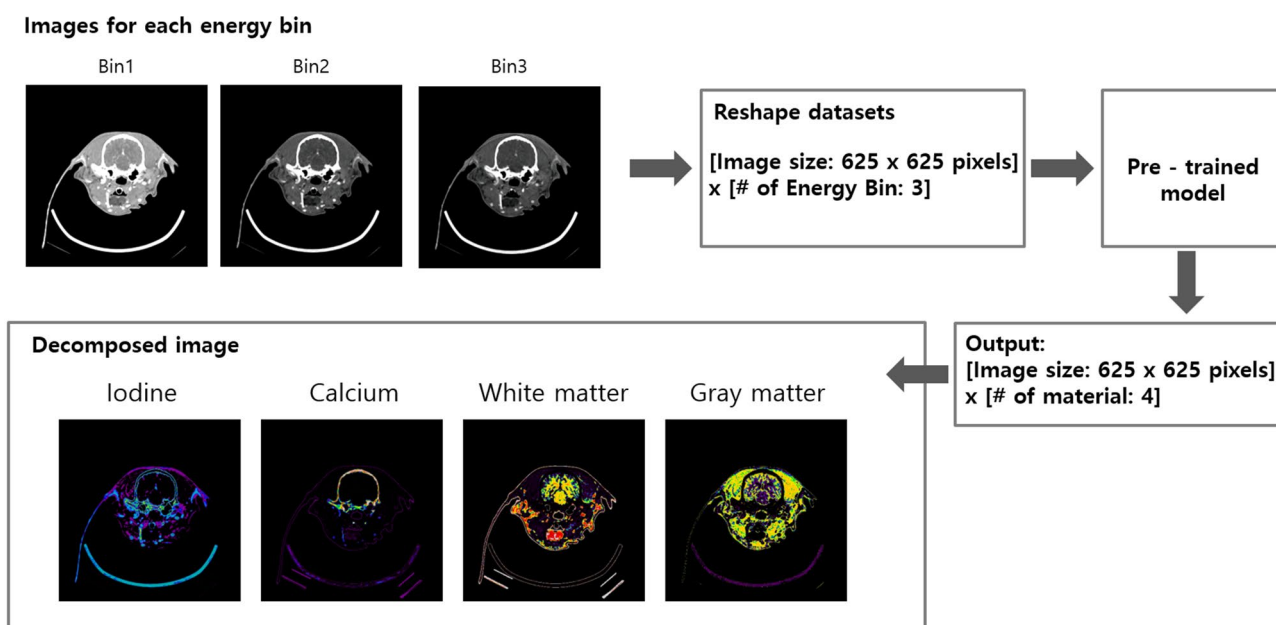 Images for each energy bin
Bin1
Bin2
Bin3
Reshape datasets
[Image size: 625 x 625 pixels]
x [# of Energy Bin: 3]
Pre - trained
model
Output:
[Image size: 625 x 625 pixels]
x [# of material: 4]
Decomposed image
Iodine
Calcium
White matter
Gray matter